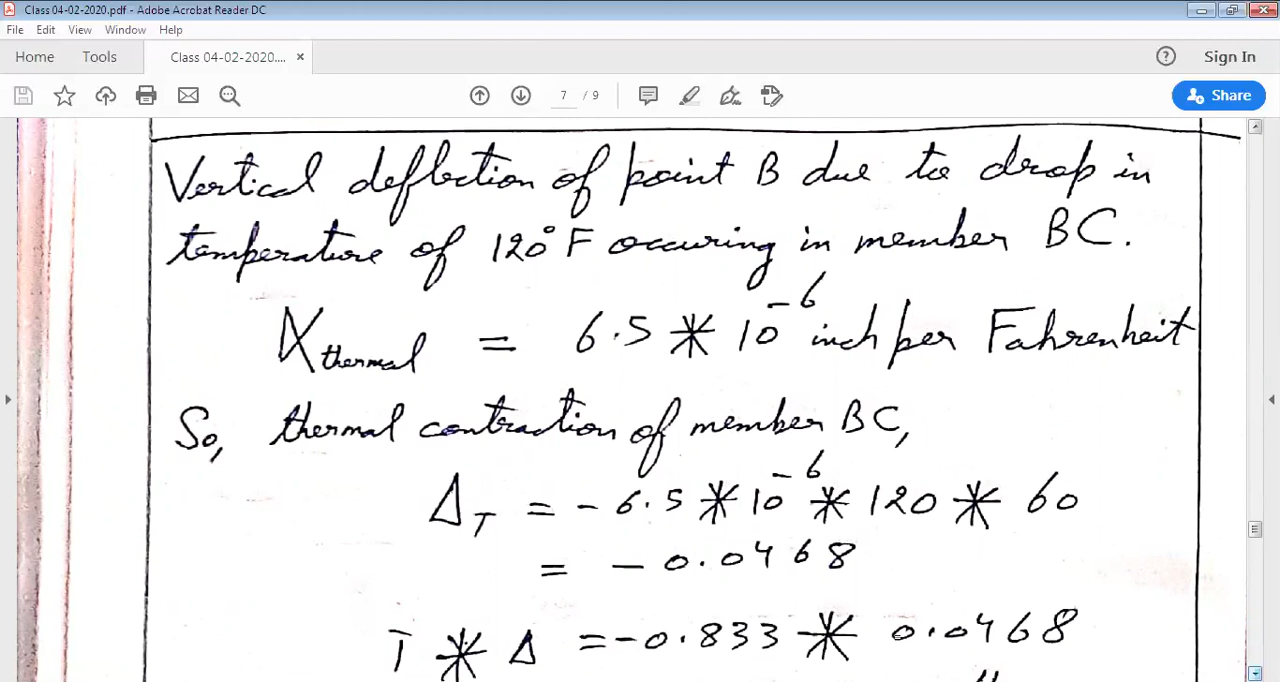 Class 04-02-2020.pdf - Adobe Acrobat Reader DC
File Edit View Window Help
Home Tools Class 04-02-2020.... × Sign In
7 / 9 Share
Vertical deflection of point B due to drop in
temperature of 120°F occuring in member BC.
αthermal = 6.5 * 10^-6 inch per Fahrenheit
So, thermal contraction of member BC,
ΔT = - 6.5 * 10^-6 * 120 * 60
= - 0.0468
T * Δ = -0.833 * 0.0468